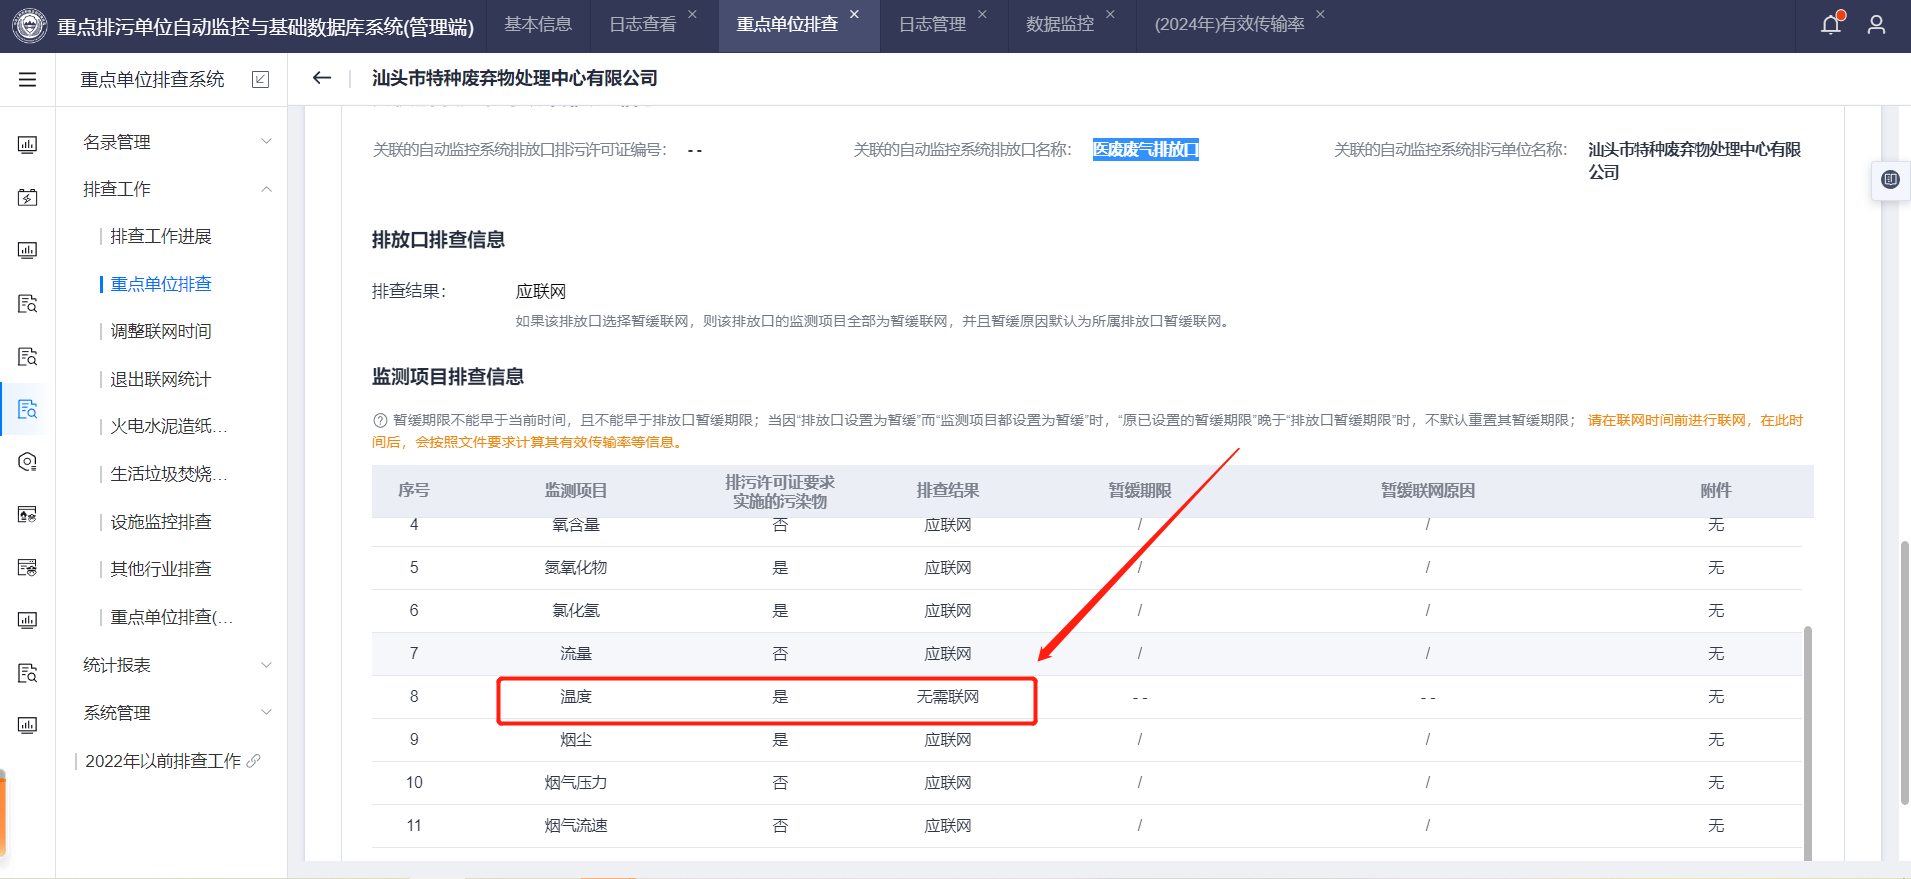 重点排污单位自动监控与基础数据库系统(管理端)
基本信息
日志查看
重点单位排查
日志管理
数据监控
(2024年)有效传输率
重点单位排查系统
汕头市特种废弃物处理中心有限公司
名录管理
排查工作
排查工作进展
重点单位排查
调整联网时间
退出联网统计
火电水泥造纸...
生活垃圾焚烧...
设施监控排查
其他行业排查
重点单位排查(...
统计报表
系统管理
2022年以前排查工作
关联的自动监控系统排放口排污许可证编号: --
关联的自动监控系统排放口名称: 医废废气排放口
关联的自动监控系统排污单位名称: 汕头市特种废弃物处理中心有限
公司
排放口排查信息
排查结果: 应联网
如果该排放口选择暂缓联网，则该排放口的监测项目全部为暂缓联网，并且暂缓原因默认为所属排放口暂缓联网。
监测项目排查信息
暂缓期限不能早于当前时间，且不能早于排放口暂缓期限；当因“排放口设置为暂缓”而“监测项目都设置为暂缓”时，“原已设置的暂缓期限”晚于“排放口暂缓期限”时，不默认重置其暂缓期限； 请在联网时间前进行联网，在此时
间后，会按照文件要求计算其有效传输率等信息。
序号 监测项目 排污许可证要求 排查结果 暂缓期限 暂缓联网原因 附件
实施的污染物
4 氧含量 否 应联网 / / 无
5 氮氧化物 是 应联网 / / 无
6 氯化氢 是 应联网 / / 无
7 流量 否 应联网 / / 无
8 温度 是 无需联网 -- -- 无
9 烟尘 是 应联网 / / 无
10 烟气压力 否 应联网 / / 无
11 烟气流速 否 应联网 / / 无